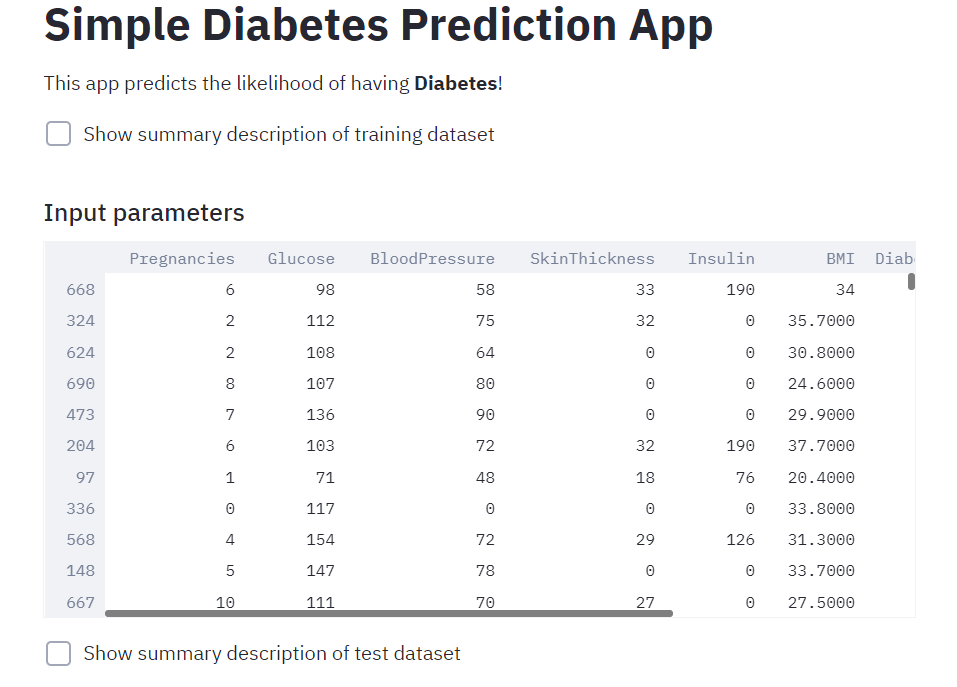 Simple Diabetes Prediction App
This app predicts the likelihood of having Diabetes!
Show summary description of training dataset
Input parameters
Pregnancies Glucose BloodPressure SkinThickness Insulin BMI Diab
668 6 98 58 33 190 34
324 2 112 75 32 0 35.7000
624 2 108 64 0 0 30.8000
690 8 107 80 0 0 24.6000
473 7 136 90 0 0 29.9000
204 6 103 72 32 190 37.7000
97 1 71 48 18 76 20.4000
336 0 117 0 0 0 33.8000
568 4 154 72 29 126 31.3000
148 5 147 78 0 0 33.7000
667 10 111 70 27 0 27.5000
Show summary description of test dataset